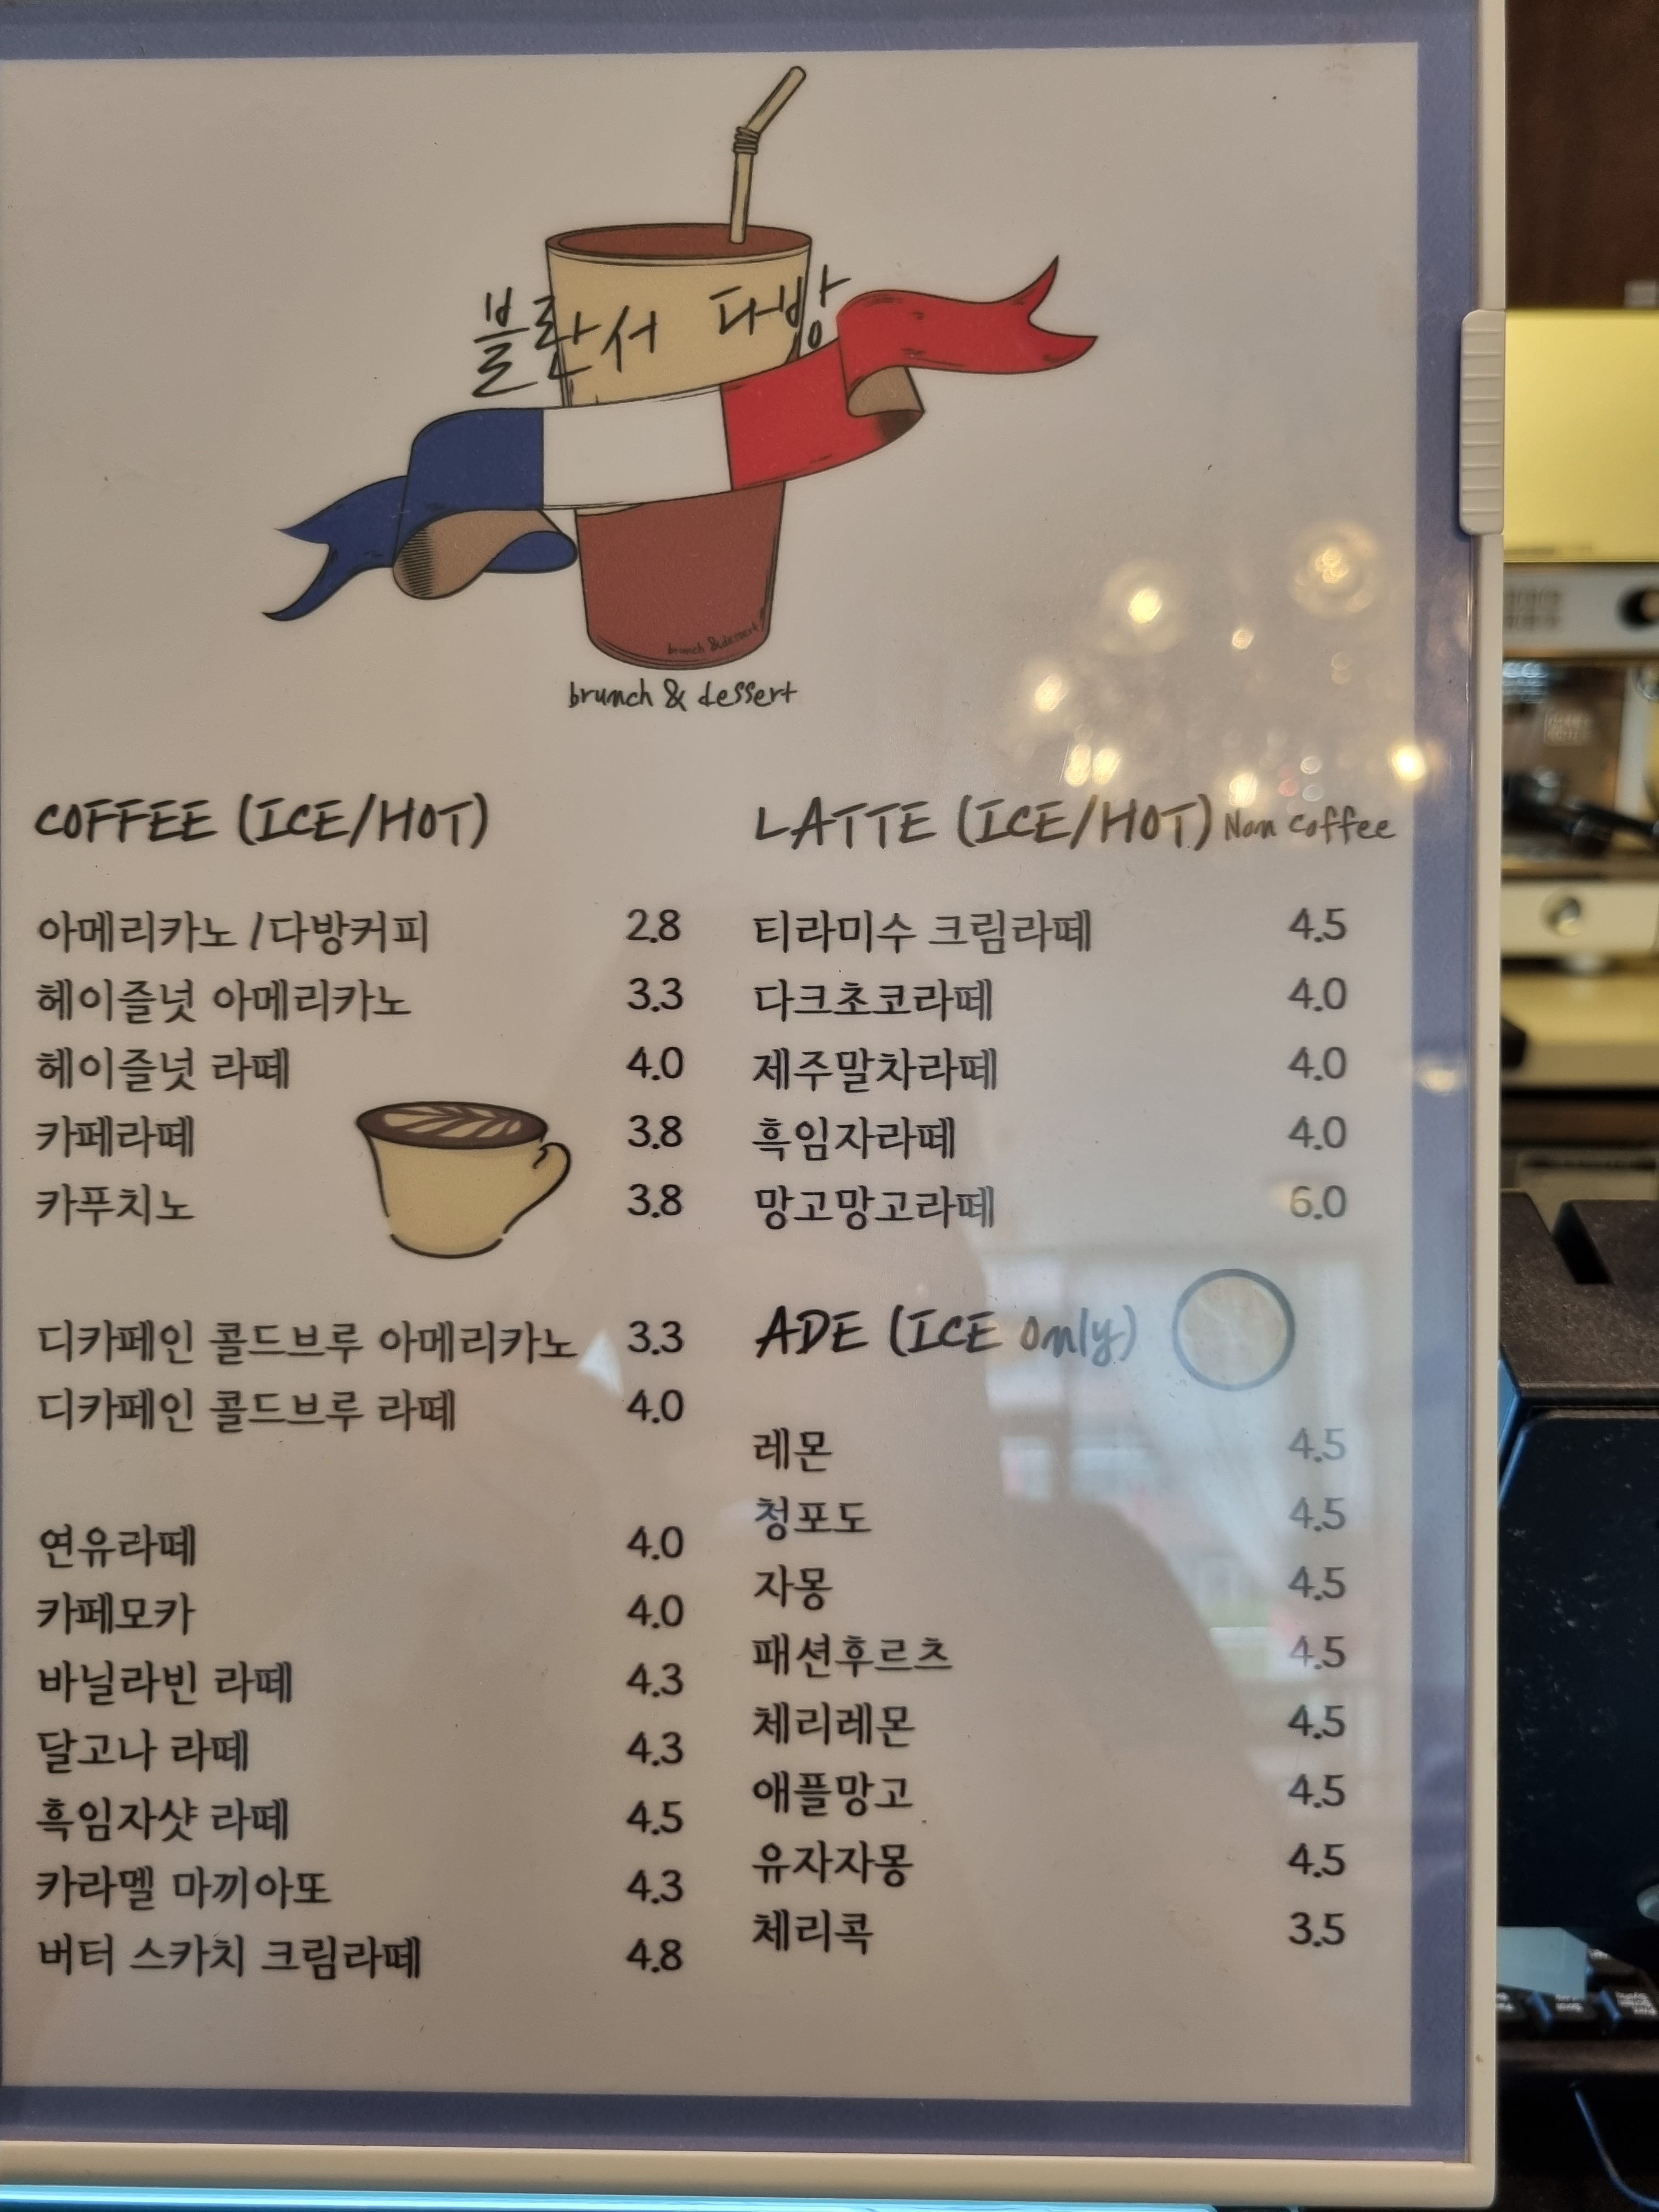 불란서 다방
brunch & dessert
brunch & dessert
COFFEE (ICE/HOT)
아메리카노 / 다방커피 2.8
헤이즐넛 아메리카노 3.3
헤이즐넛 라떼 4.0
카페라떼 3.8
카푸치노 3.8
디카페인 콜드브루 아메리카노 3.3
디카페인 콜드브루 라떼 4.0
연유라떼 4.0
카페모카 4.0
바닐라빈 라떼 4.3
달고나 라떼 4.3
흑임자샷 라떼 4.5
카라멜 마끼아또 4.3
버터 스카치 크림라떼 4.8
LATTE (ICE/HOT) Non coffee
티라미수 크림라떼 4.5
다크초코라떼 4.0
제주말차라떼 4.0
흑임자라떼 4.0
망고망고라떼 6.0
ADE (ICE only)
레몬 4.5
청포도 4.5
자몽 4.5
패션후르츠 4.5
체리레몬 4.5
애플망고 4.5
유자자몽 4.5
체리콕 3.5